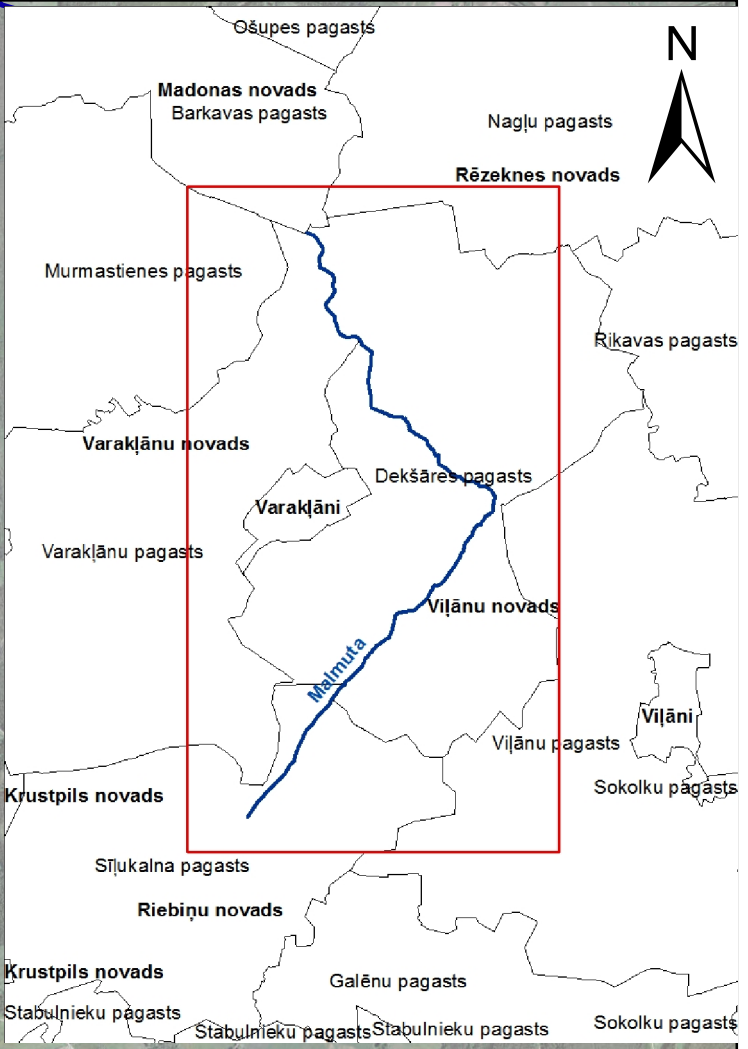 Ošupes pagasts
N
Madonas novads
Barkavas pagasts
Nagļu pagasts
Rēzeknes novads
Murmastienes pagasts
Rikavas pagasts
Varakļānu novads
Dekšāres pagasts
Varakļāni
Varakļānu pagasts
Viļānu novads
Malmuta
Viļāni
Viļānu pagasts
Sokolku pagasts
Krustpils novads
Sīļukalna pagasts
Riebiņu novads
Krustpils novads
Galēnu pagasts
Stabulnieku pagasts
Stabulnieku pagasts
Stabulnieku pagasts
Sokolku pagasts